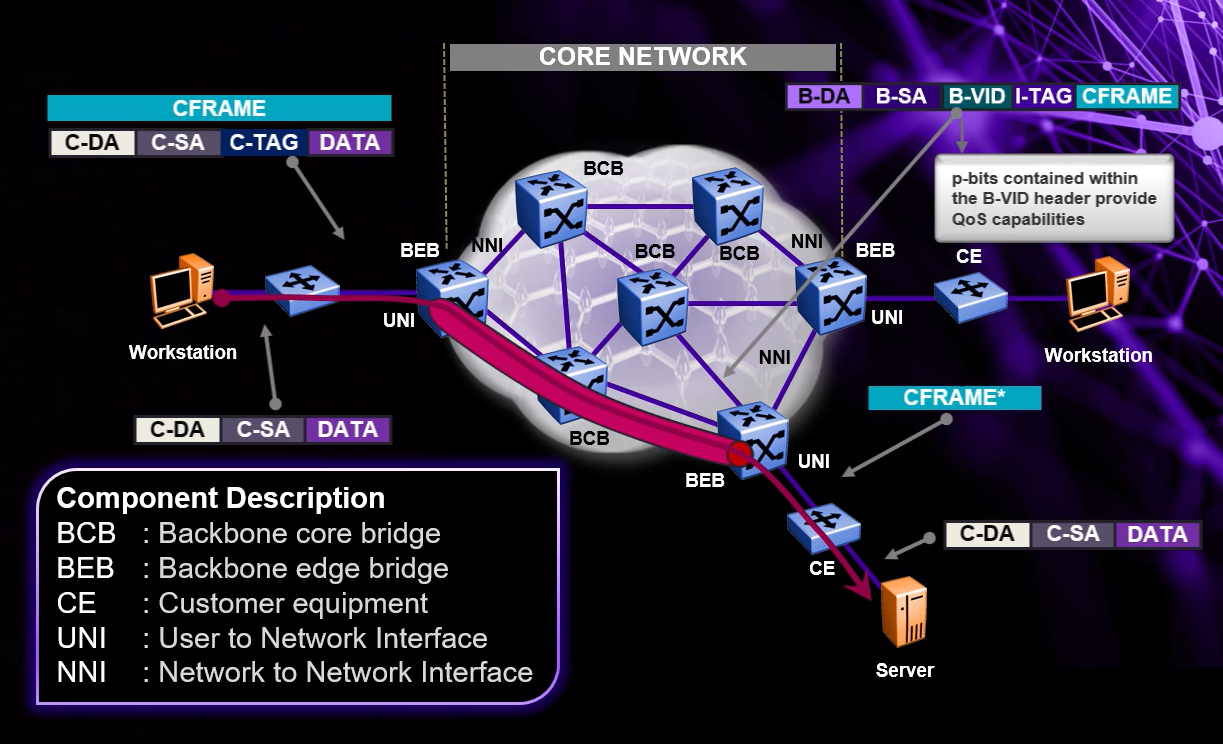 CORE NETWORK
CFRAME
C-DA C-SA C-TAG DATA
B-DA B-SA B-VID I-TAG CFRAME
p-bits contained within
the B-VID header provide
QoS capabilities
BCB
BCB
BCB
BEB
NNI
UNI
NNI
BEB
UNI
CE
Workstation
Workstation
NNI
C-DA C-SA DATA
BCB
CFRAME*
BEB
UNI
C-DA C-SA DATA
CE
Server
Component Description
BCB : Backbone core bridge
BEB : Backbone edge bridge
CE : Customer equipment
UNI : User to Network Interface
NNI : Network to Network Interface